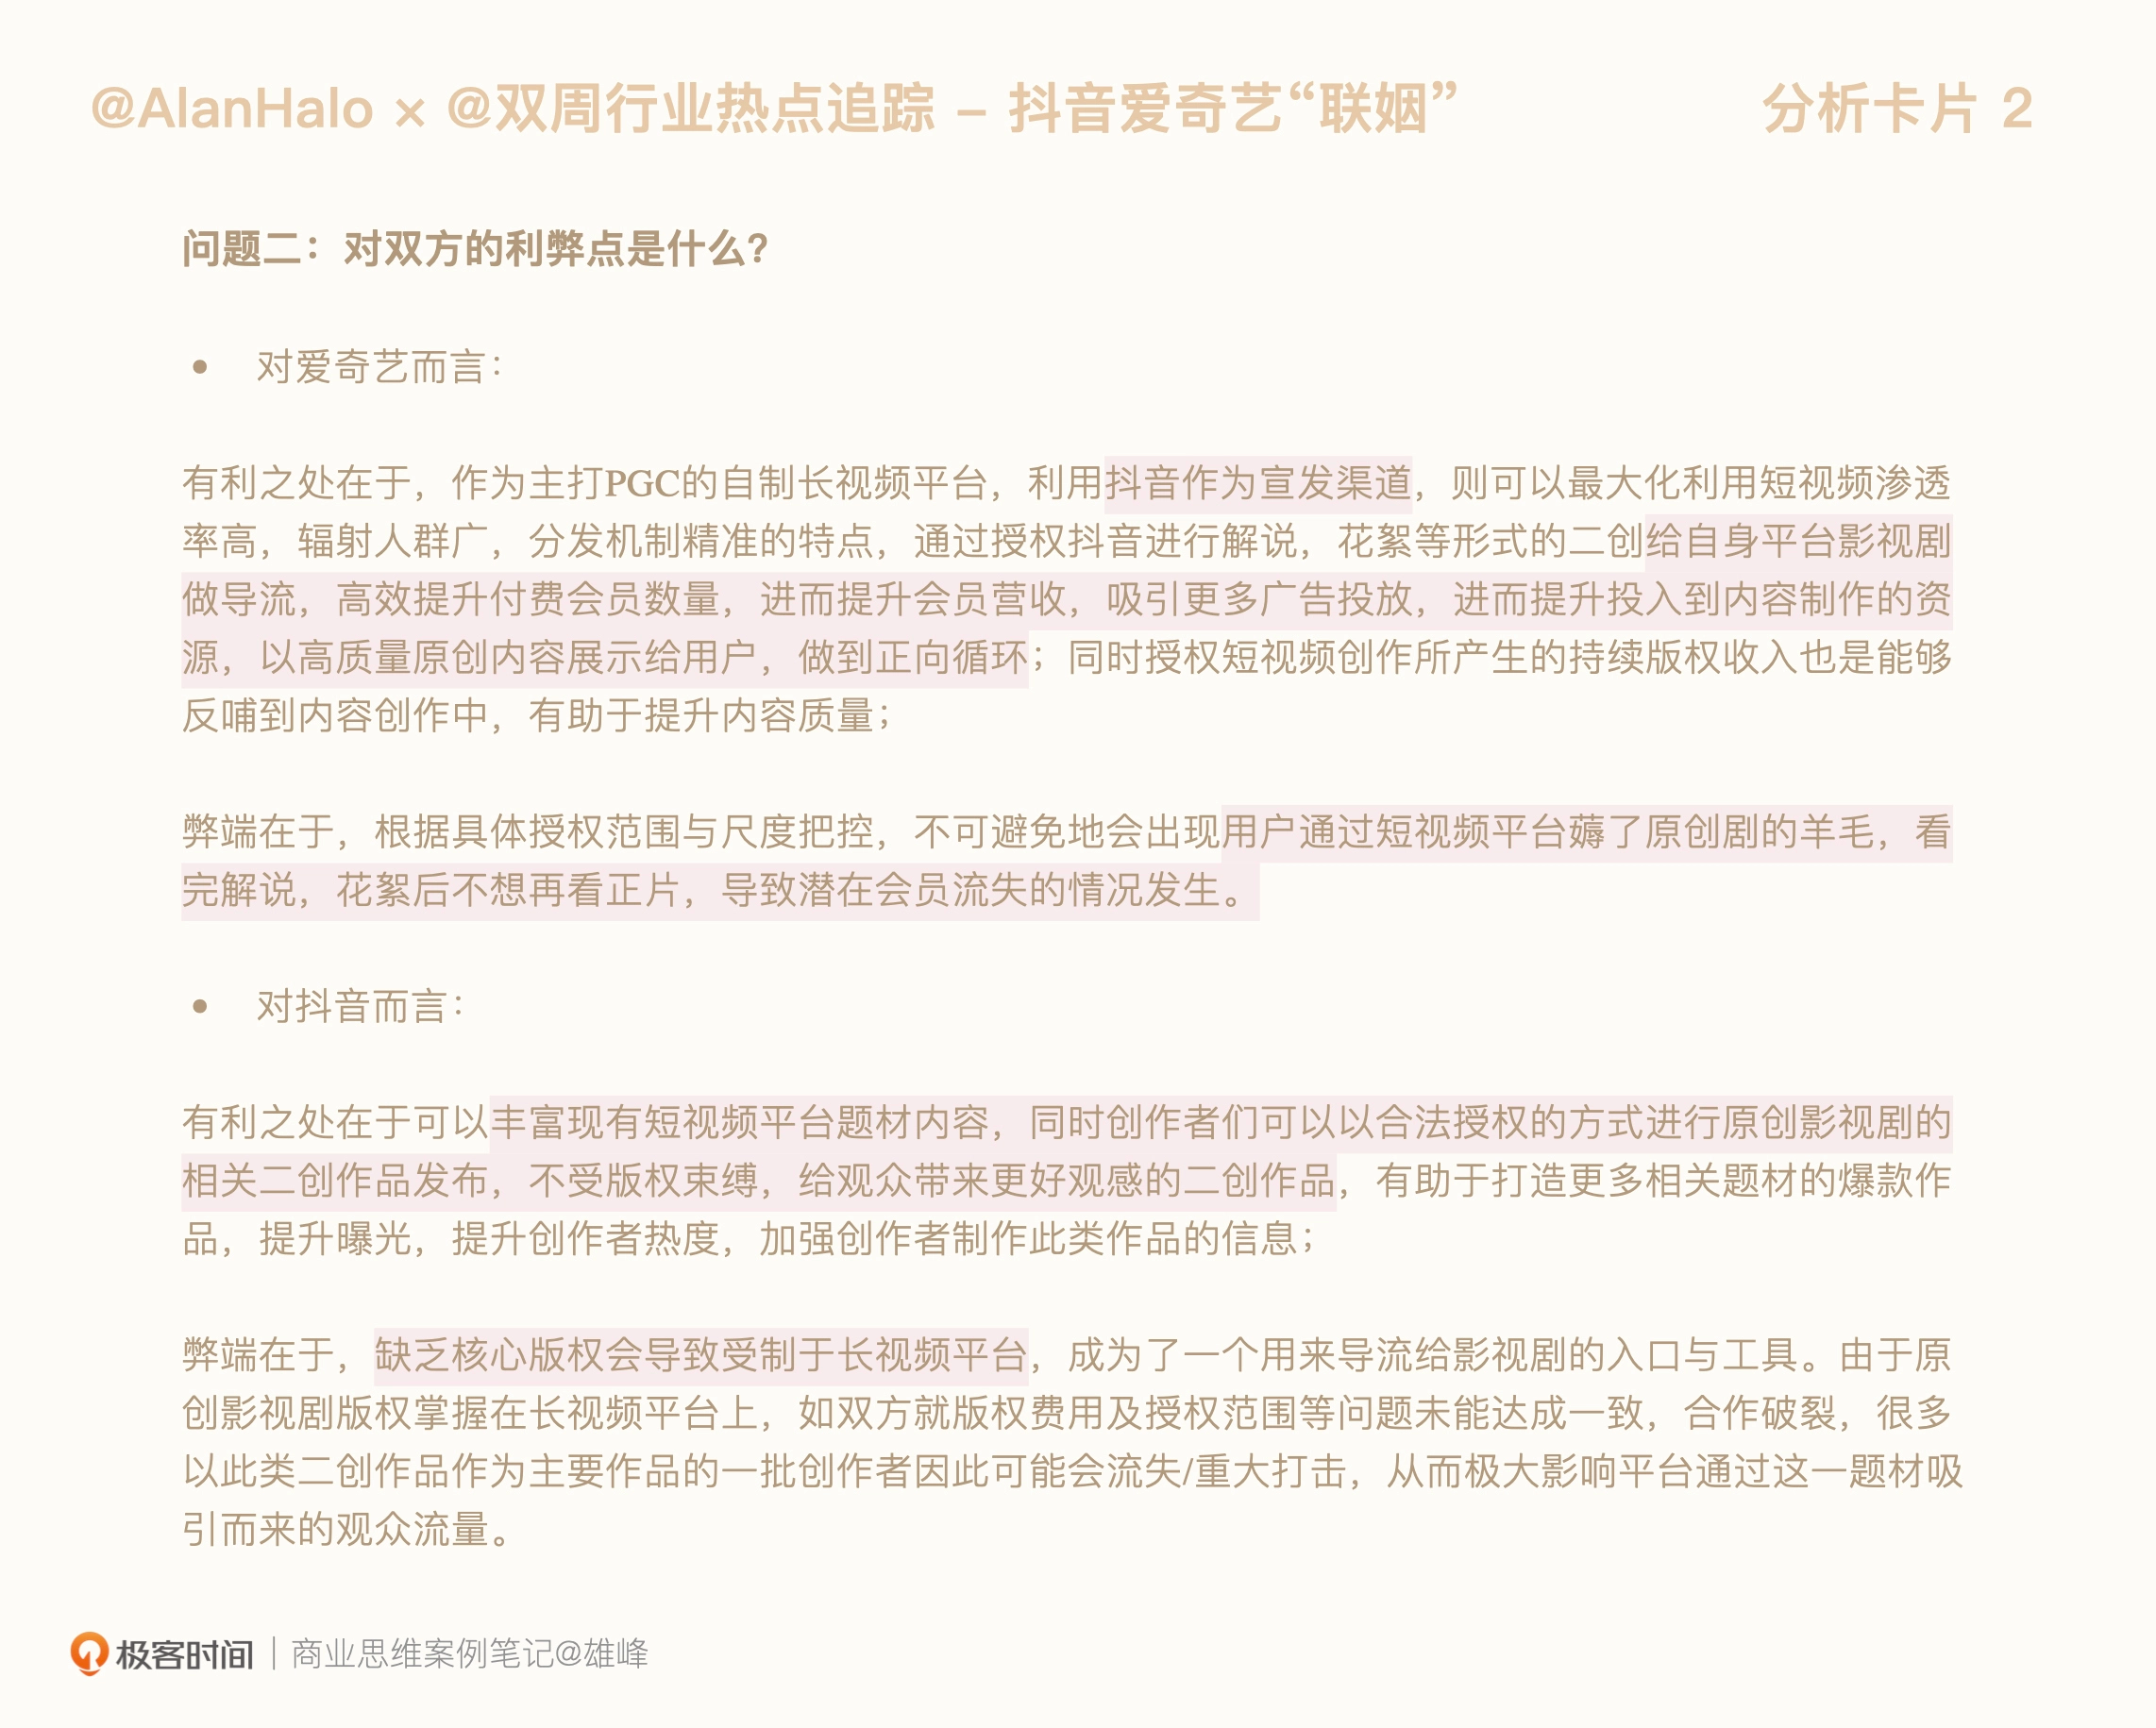 @AlanHalo × @双周行业热点追踪 – 抖音爱奇艺“联姻”
分析卡片 2
问题二：对双方的利弊点是什么？
• 对爱奇艺而言：
有利之处在于，作为主打PGC的自制长视频平台，利用抖音作为宣发渠道，则可以最大化利用短视频渗透
率高，辐射人群广，分发机制精准的特点，通过授权抖音进行解说，花絮等形式的二创给自身平台影视剧
做导流，高效提升付费会员数量，进而提升会员营收，吸引更多广告投放，进而提升投入到内容制作的资
源，以高质量原创内容展示给用户，做到正向循环；同时授权短视频创作所产生的持续版权收入也是能够
反哺到内容创作中，有助于提升内容质量；
弊端在于，根据具体授权范围与尺度把控，不可避免地会出现用户通过短视频平台薅了原创剧的羊毛，看
完解说，花絮后不想再看正片，导致潜在会员流失的情况发生。
• 对抖音而言：
有利之处在于可以丰富现有短视频平台题材内容，同时创作者们可以以合法授权的方式进行原创影视剧的
相关二创作品发布，不受版权束缚，给观众带来更好观感的二创作品，有助于打造更多相关题材的爆款作
品，提升曝光，提升创作者热度，加强创作者制作此类作品的信息；
弊端在于，缺乏核心版权会导致受制于长视频平台，成为了一个用来导流给影视剧的入口与工具。由于原
创影视剧版权掌握在长视频平台上，如双方就版权费用及授权范围等问题未能达成一致，合作破裂，很多
以此类二创作品作为主要作品的一批创作者因此可能会流失/重大打击，从而极大影响平台通过这一题材吸
引而来的观众流量。
极客时间 | 商业思维案例笔记@雄峰